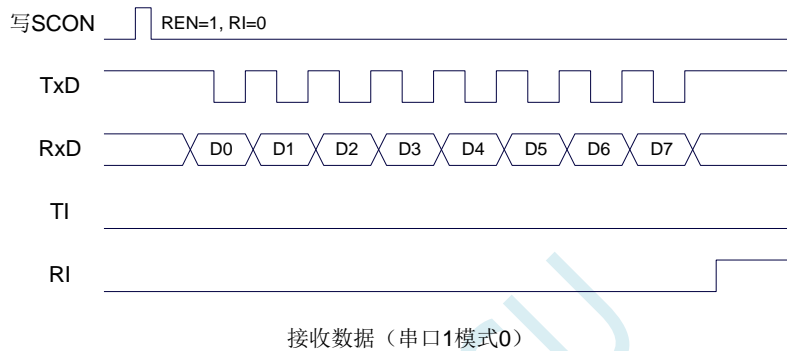 写SCON REN=1, RI=0
TxD
RxD D0 D1 D2 D3 D4 D5 D6 D7
TI
RI
接收数据（串口1模式0）